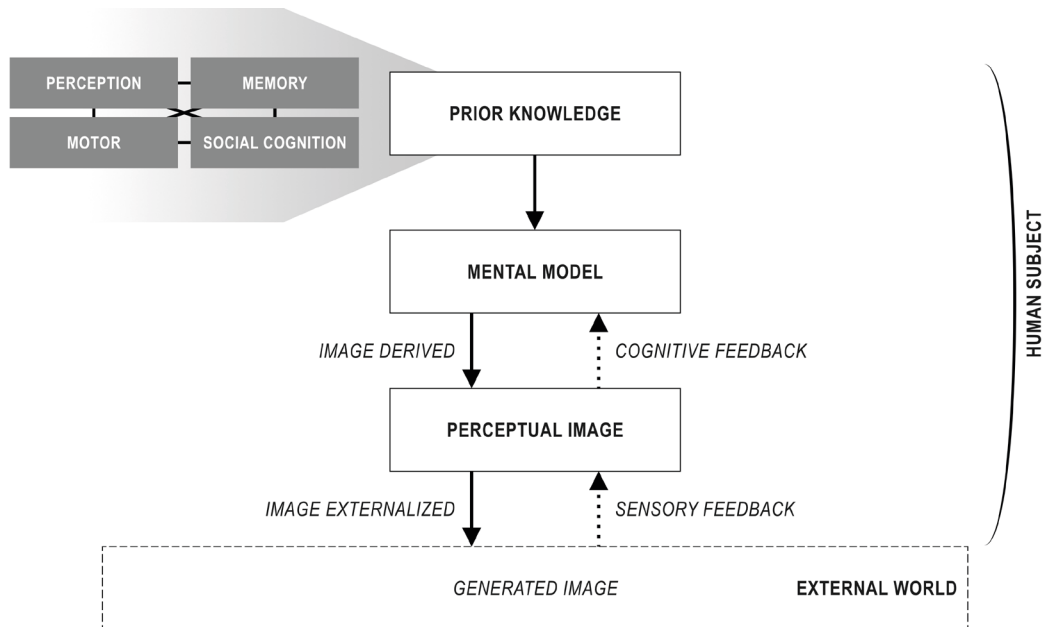 PERCEPTION
MEMORY
MOTOR
SOCIAL COGNITION
PRIOR KNOWLEDGE
MENTAL MODEL
IMAGE DERIVED
COGNITIVE FEEDBACK
PERCEPTUAL IMAGE
IMAGE EXTERNALIZED
SENSORY FEEDBACK
GENERATED IMAGE
EXTERNAL WORLD
HUMAN SUBJECT